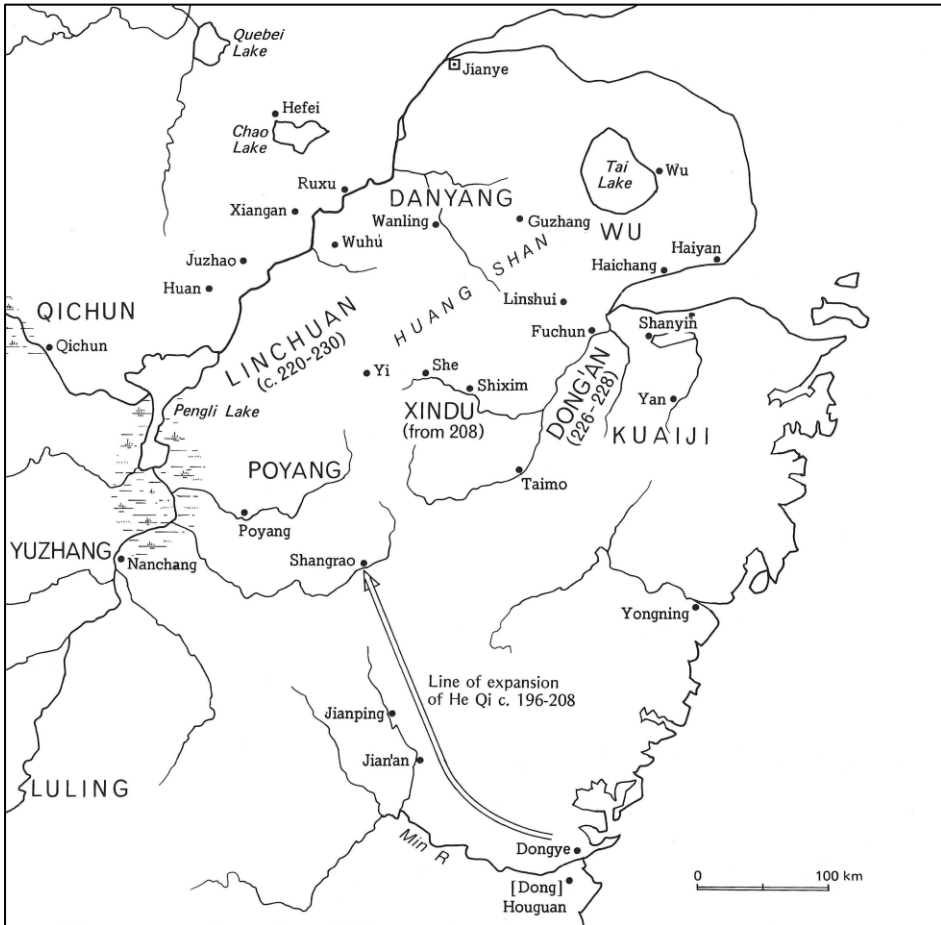 Quebei
Lake
Jianye
Hefei
Chao
Lake
Tai
Lake
Wu
Ruxu
DANYANG
Xiangan
Wanling
Guzhang
WU
Wuhu
Haiyan
Juzhao
Haichang
HUANG SHAN
Huan
Linshui
QICHUN
LINCHUAN
(c. 220-230)
Fuchun
Shanyin
Qichun
Yi
She
Shixim
DONG'AN
(226-228)
Yan
Pengli Lake
XINDU
(from 208)
KUAIJI
POYANG
Taimo
Poyang
YUZHANG
Nanchang
Shangrao
Yongning
Line of expansion
of He Qi c. 196-208
Jianping
Jian'an
LULING
Min R
Dongye
[Dong]
Houguan
0 100 km